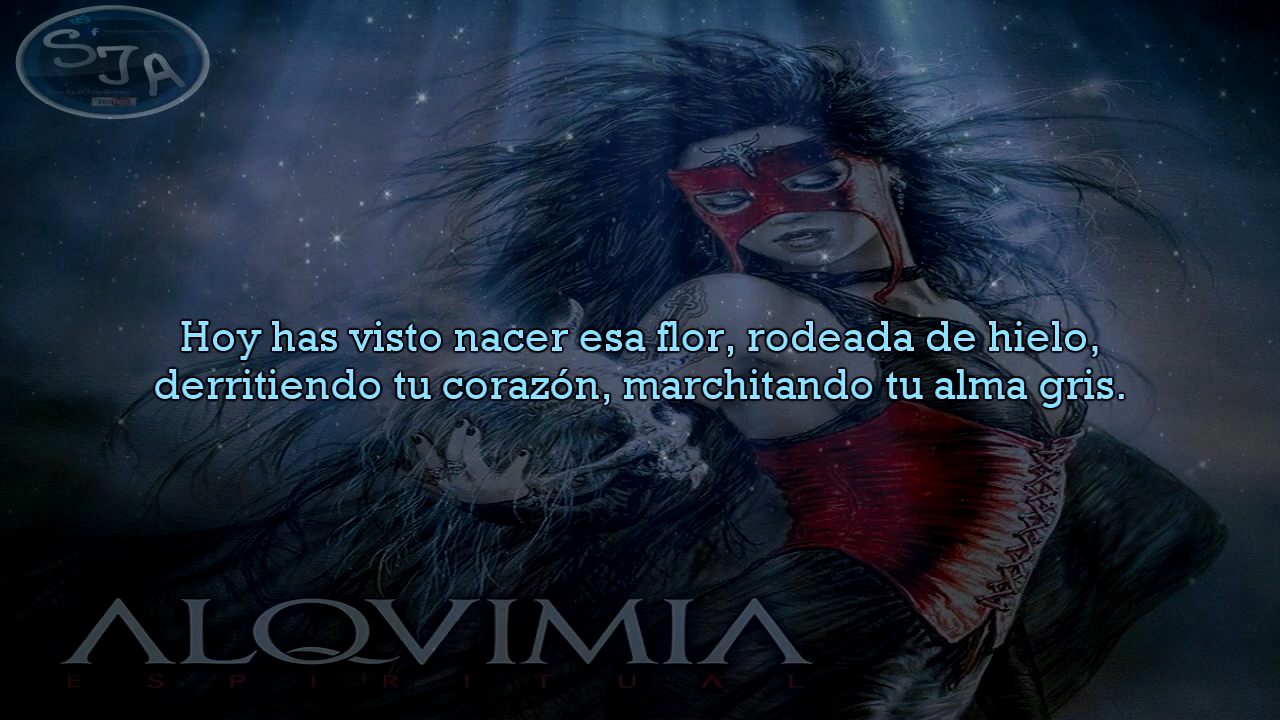 SJA
Hoy has visto nacer esa flor, rodeada de hielo,
derritiendo tu corazón, marchitando tu alma gris.
ALQVIMIA
ESPIRITUAL